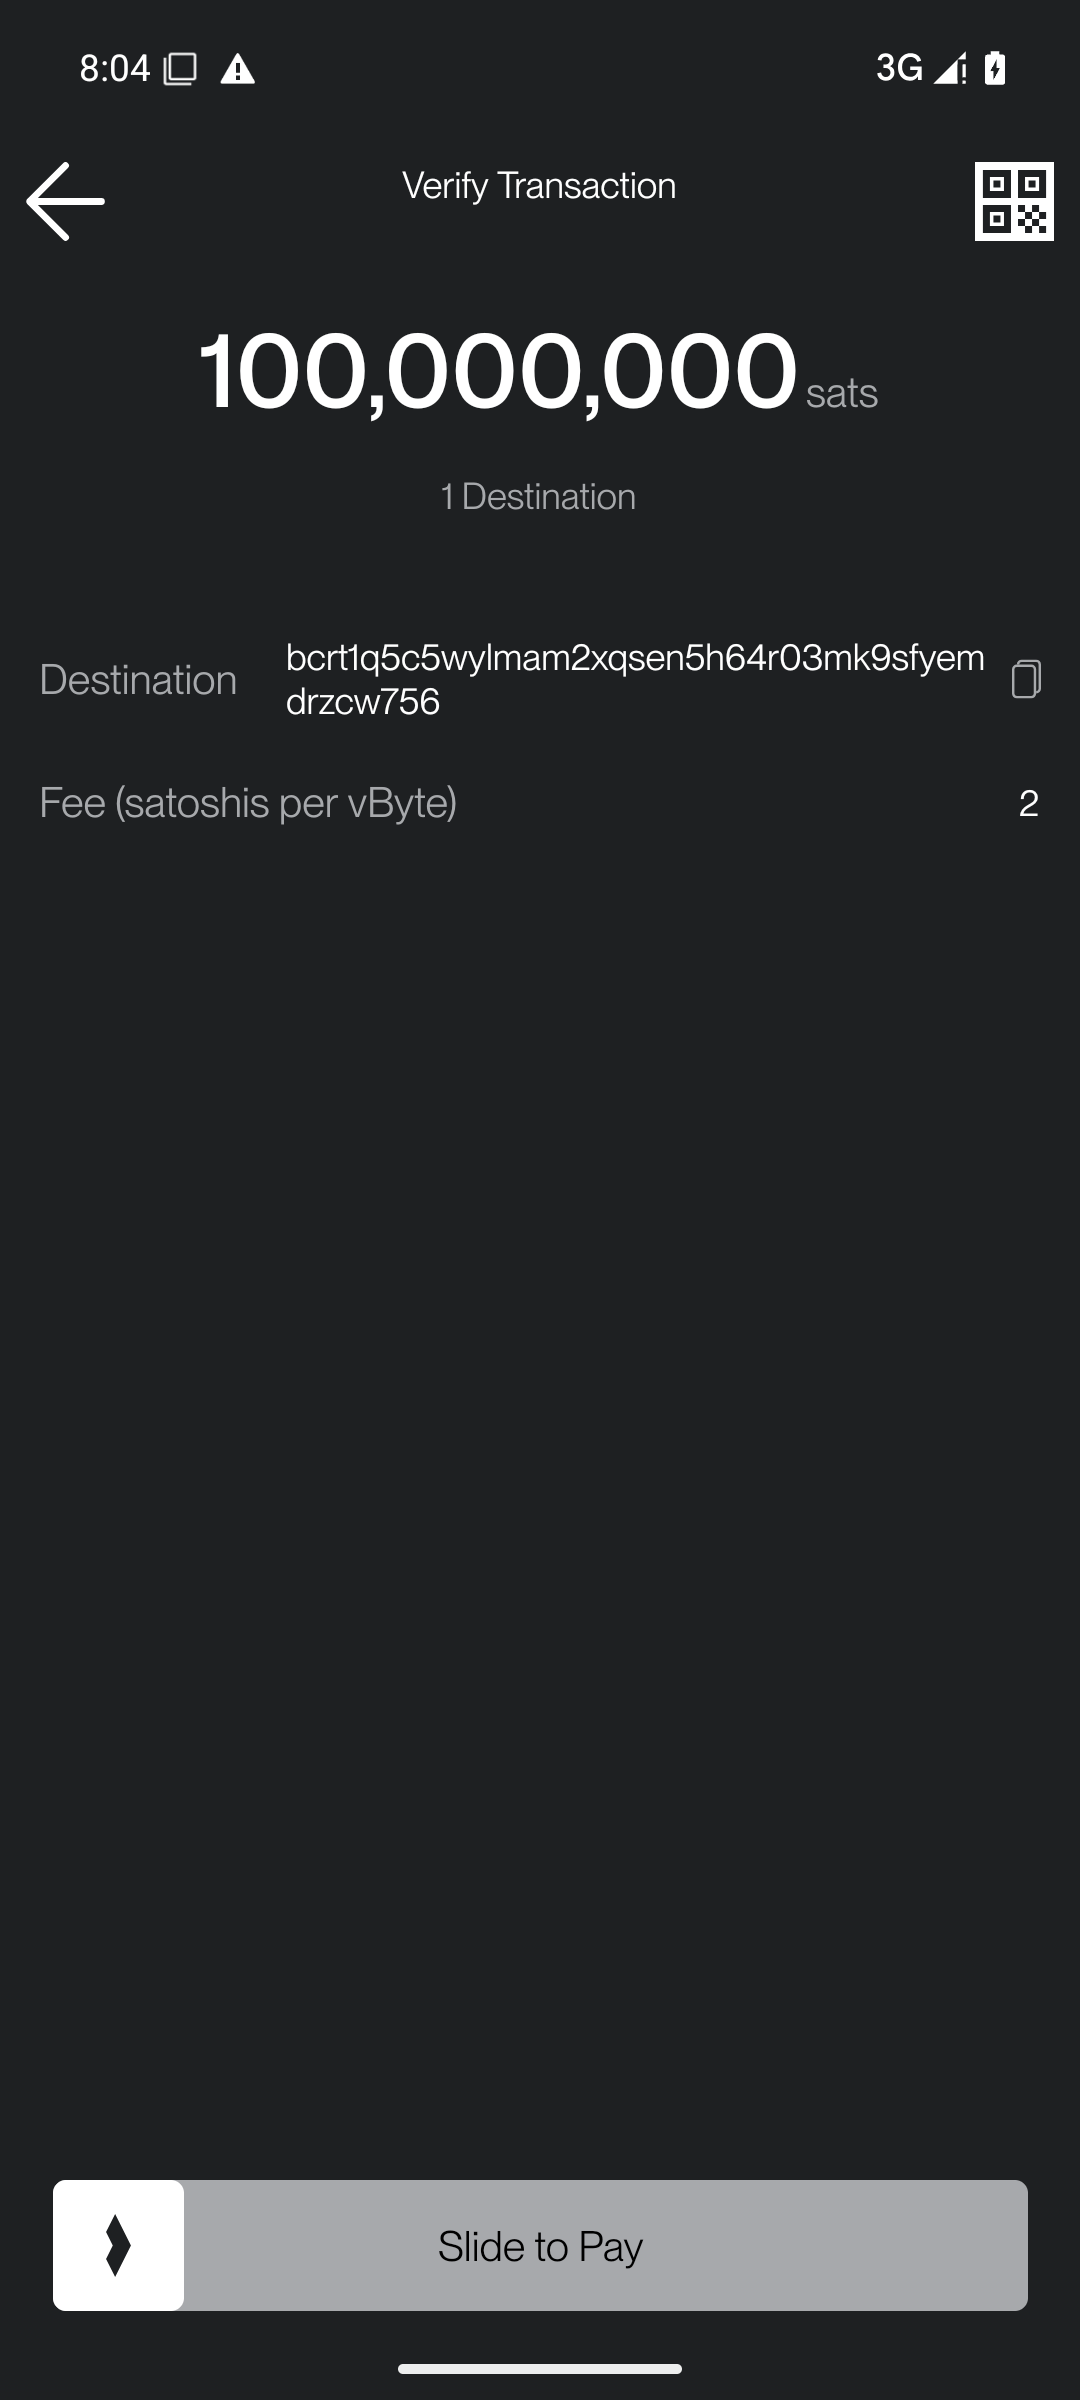 8:04
3G
Verify Transaction
100,000,000 sats
1 Destination
Destination
bcrt1q5c5wylmam2xqsen5h64r03mk9sfyem
drzcw756
Fee (satoshis per vByte)
2
Slide to Pay